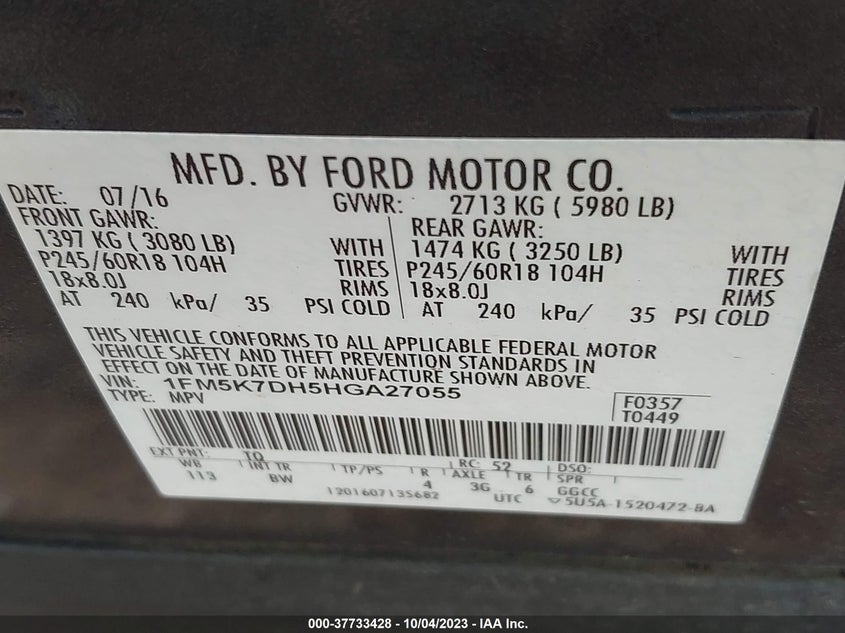 MFD. BY FORD MOTOR CO.
DATE: 07/16 GVWR: 2713 KG ( 5980 LB)
FRONT GAWR: REAR GAWR:
1397 KG ( 3080 LB) WITH 1474 KG ( 3250 LB) WITH
P245/60R18 104H TIRES P245/60R18 104H TIRES
18x8.0J RIMS 18x8.0J RIMS
AT 240 kPa/ 35 PSI COLD AT 240 kPa/ 35 PSI COLD
THIS VEHICLE CONFORMS TO ALL APPLICABLE FEDERAL MOTOR
VEHICLE SAFETY AND THEFT PREVENTION STANDARDS IN
EFFECT ON THE DATE OF MANUFACTURE SHOWN ABOVE.
VIN: 1FM5K7DH5HGA27055 F0357
TYPE: MPV T0449
EXT PNT: TQ RC: 52 DSO:
WB INT TR TP/PS R AXLE TR SPR
113 BW 4 3G 6 GGCC
1201607135682 UTC 5U5A-1520472-BA
000-37733428 - 10/04/2023 - IAA Inc.